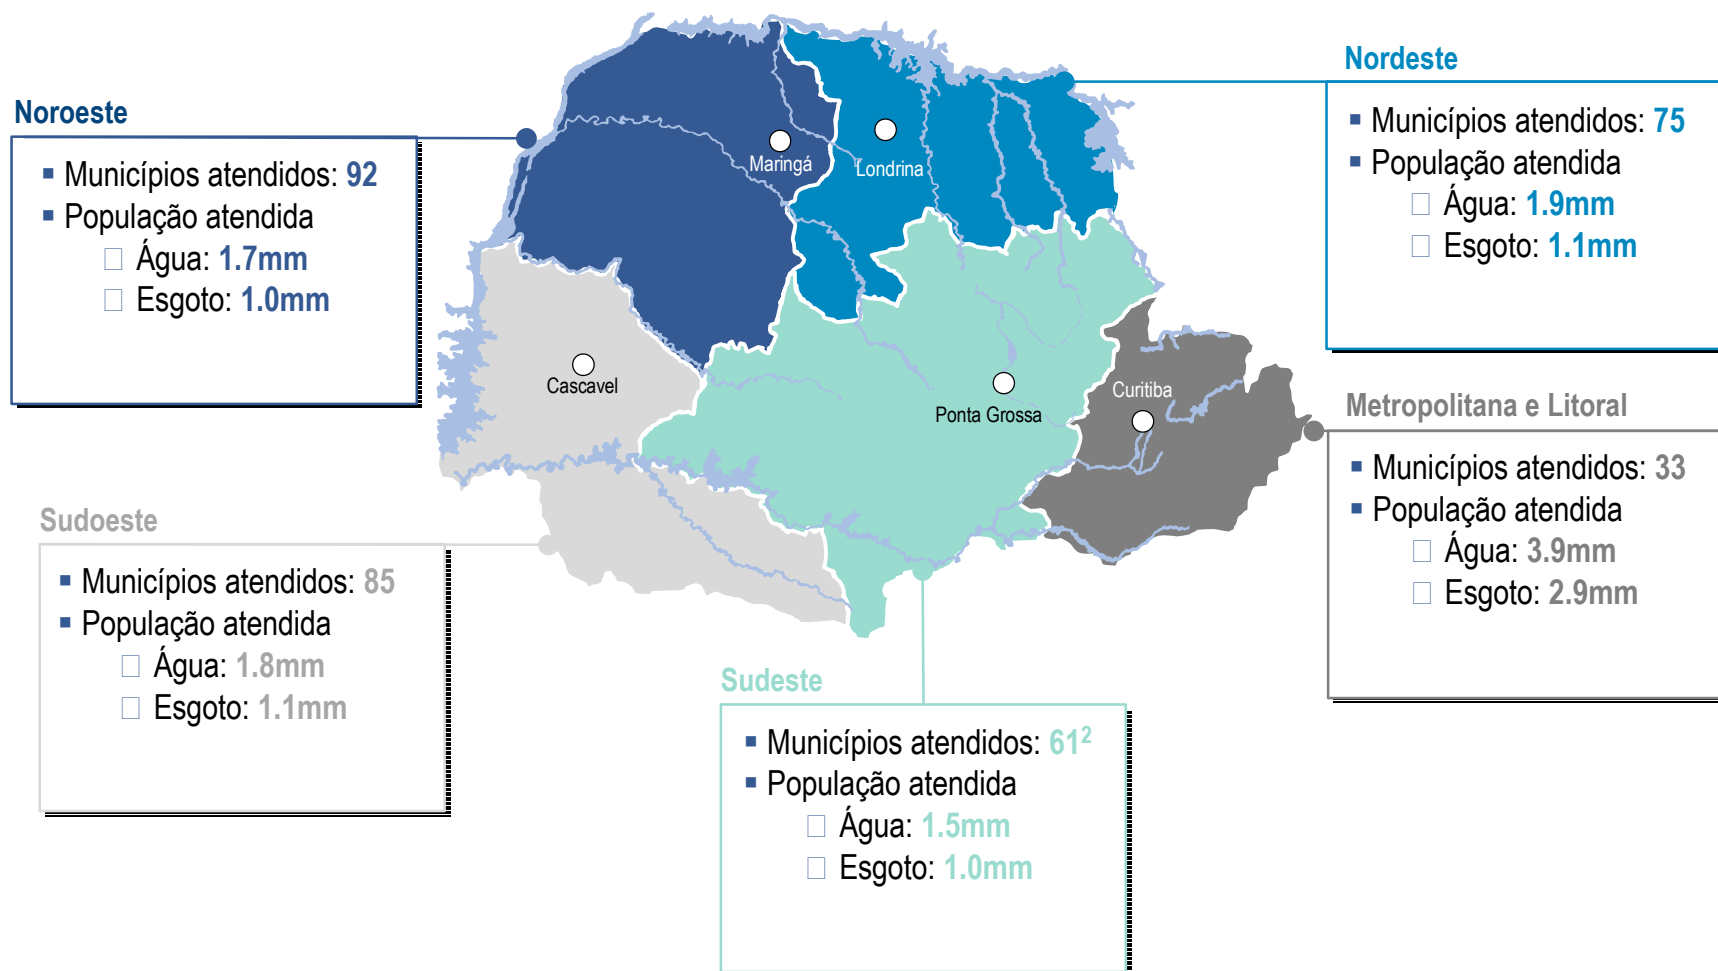 Noroeste
▪ Municípios atendidos: 92
▪ População atendida
□ Água: 1.7mm
□ Esgoto: 1.0mm
Maringá
Londrina
Cascavel
Ponta Grossa
Curitiba
Nordeste
▪ Municípios atendidos: 75
▪ População atendida
□ Água: 1.9mm
□ Esgoto: 1.1mm
Metropolitana e Litoral
▪ Municípios atendidos: 33
▪ População atendida
□ Água: 3.9mm
□ Esgoto: 2.9mm
Sudoeste
▪ Municípios atendidos: 85
▪ População atendida
□ Água: 1.8mm
□ Esgoto: 1.1mm
Sudeste
▪ Municípios atendidos: 61²
▪ População atendida
□ Água: 1.5mm
□ Esgoto: 1.0mm